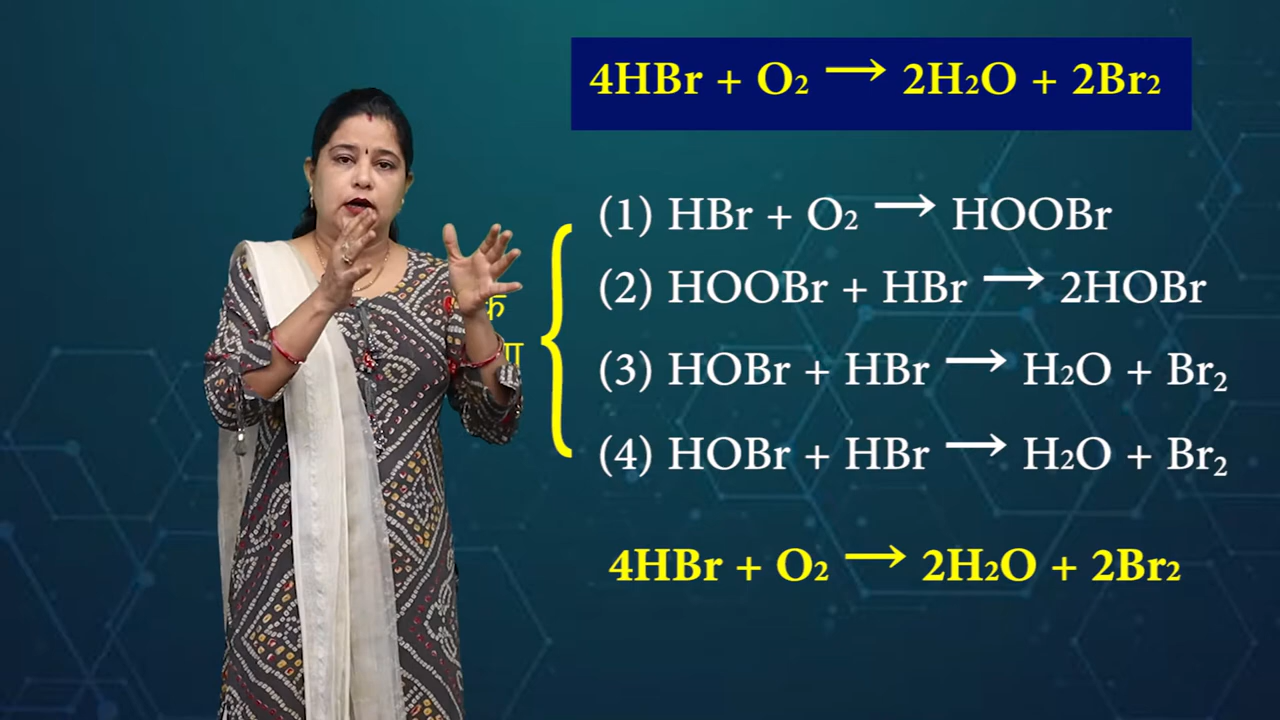 4HBr + O₂ → 2H₂O + 2Br₂
(1) HBr + O₂ → HOOBr
(2) HOOBr + HBr → 2HOBr
(3) HOBr + HBr → H₂O + Br₂
(4) HOBr + HBr → H₂O + Br₂
4HBr + O₂ → 2H₂O + 2Br₂